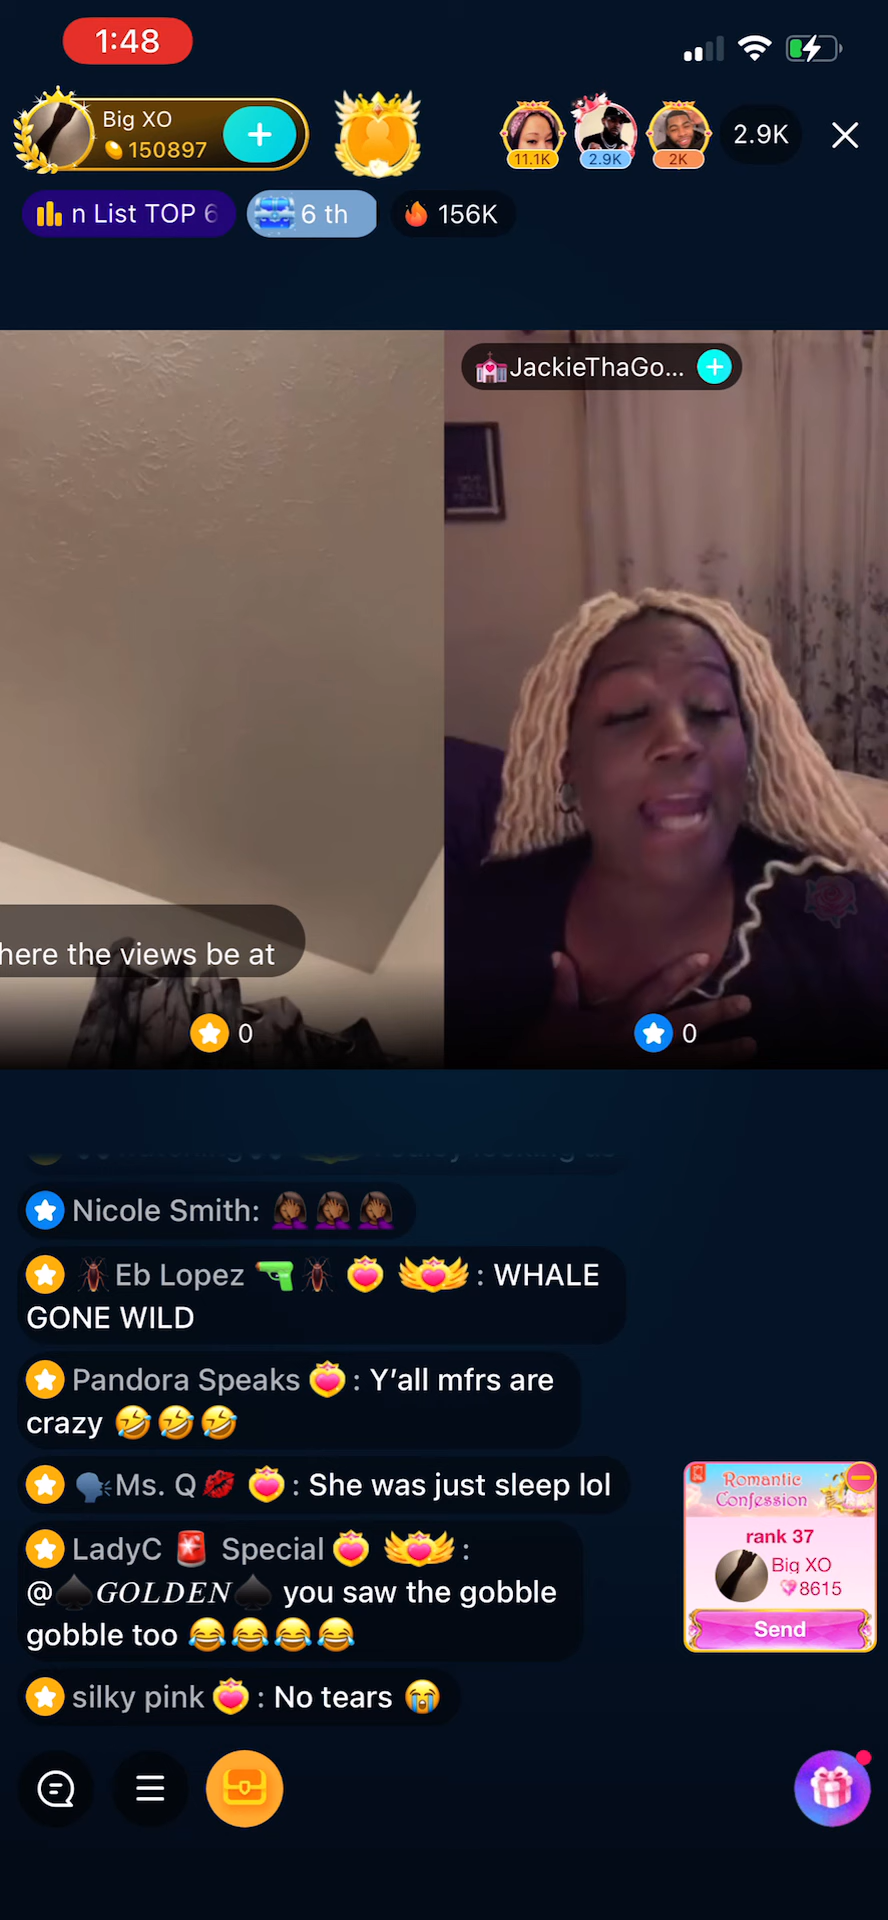 1:48
Big XO
150897
11.1K
2.9K
2K
2.9K
n List TOP 6
6 th
156K
JackieThaGo...
here the views be at
0
0
Nicole Smith:
Eb Lopez : WHALE
GONE WILD
Pandora Speaks : Y'all mfrs are
crazy
Ms. Q : She was just sleep lol
LadyC Special :
@GOLDEN you saw the gobble
gobble too
silky pink : No tears
Romantic
Confession
rank 37
Big XO
8615
Send